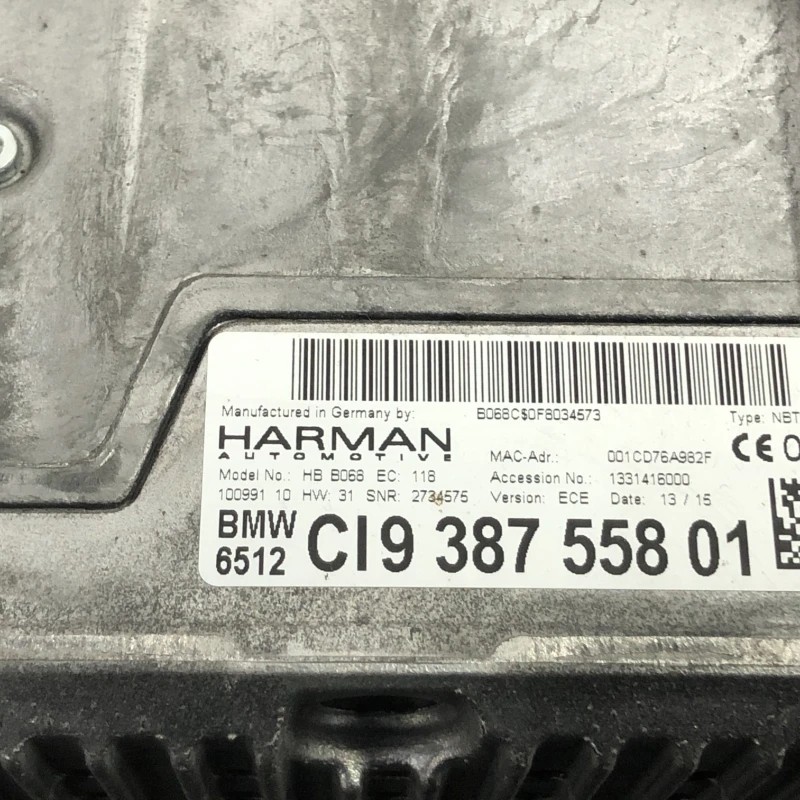 Manufactured in Germany by: B068C$0F8034573 Type: NBT
HARMAN
AUTOMOTIVE
MAC-Adr.: 001CD76A982F CE 0
Model No.: HB B068 EC: 118 Accession No.: 1331416000
100991 10 HW: 31 SNR: 2734575 Version: ECE Date: 13 / 15
BMW
6512 CI9 387 558 01